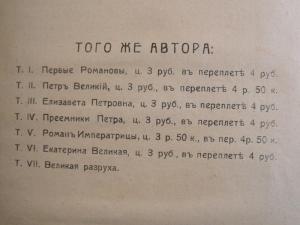 ТОГО ЖЕ АВТОРА:
Т. I. Первые Романовы, ц. 3 руб. въ переплетѣ 4 руб.
Т. II. Петръ Великій, ц. 3 руб., въ переплетѣ 4 р. 50 к.
Т. III. Елизавета Петровна, ц. 3 руб., въ переплетѣ 4 руб.
Т. IV. Преемники Петра, ц. 3 руб., въ переплетѣ 4 руб.
Т. V. Романъ Императрицы, ц. 3 р. 50 к., въ пер. 4р. 50 к.
Т. VI. Екатерина Великая, ц. 3 руб., въ переплетѣ 4 руб.
Т. VII. Великая разруха.